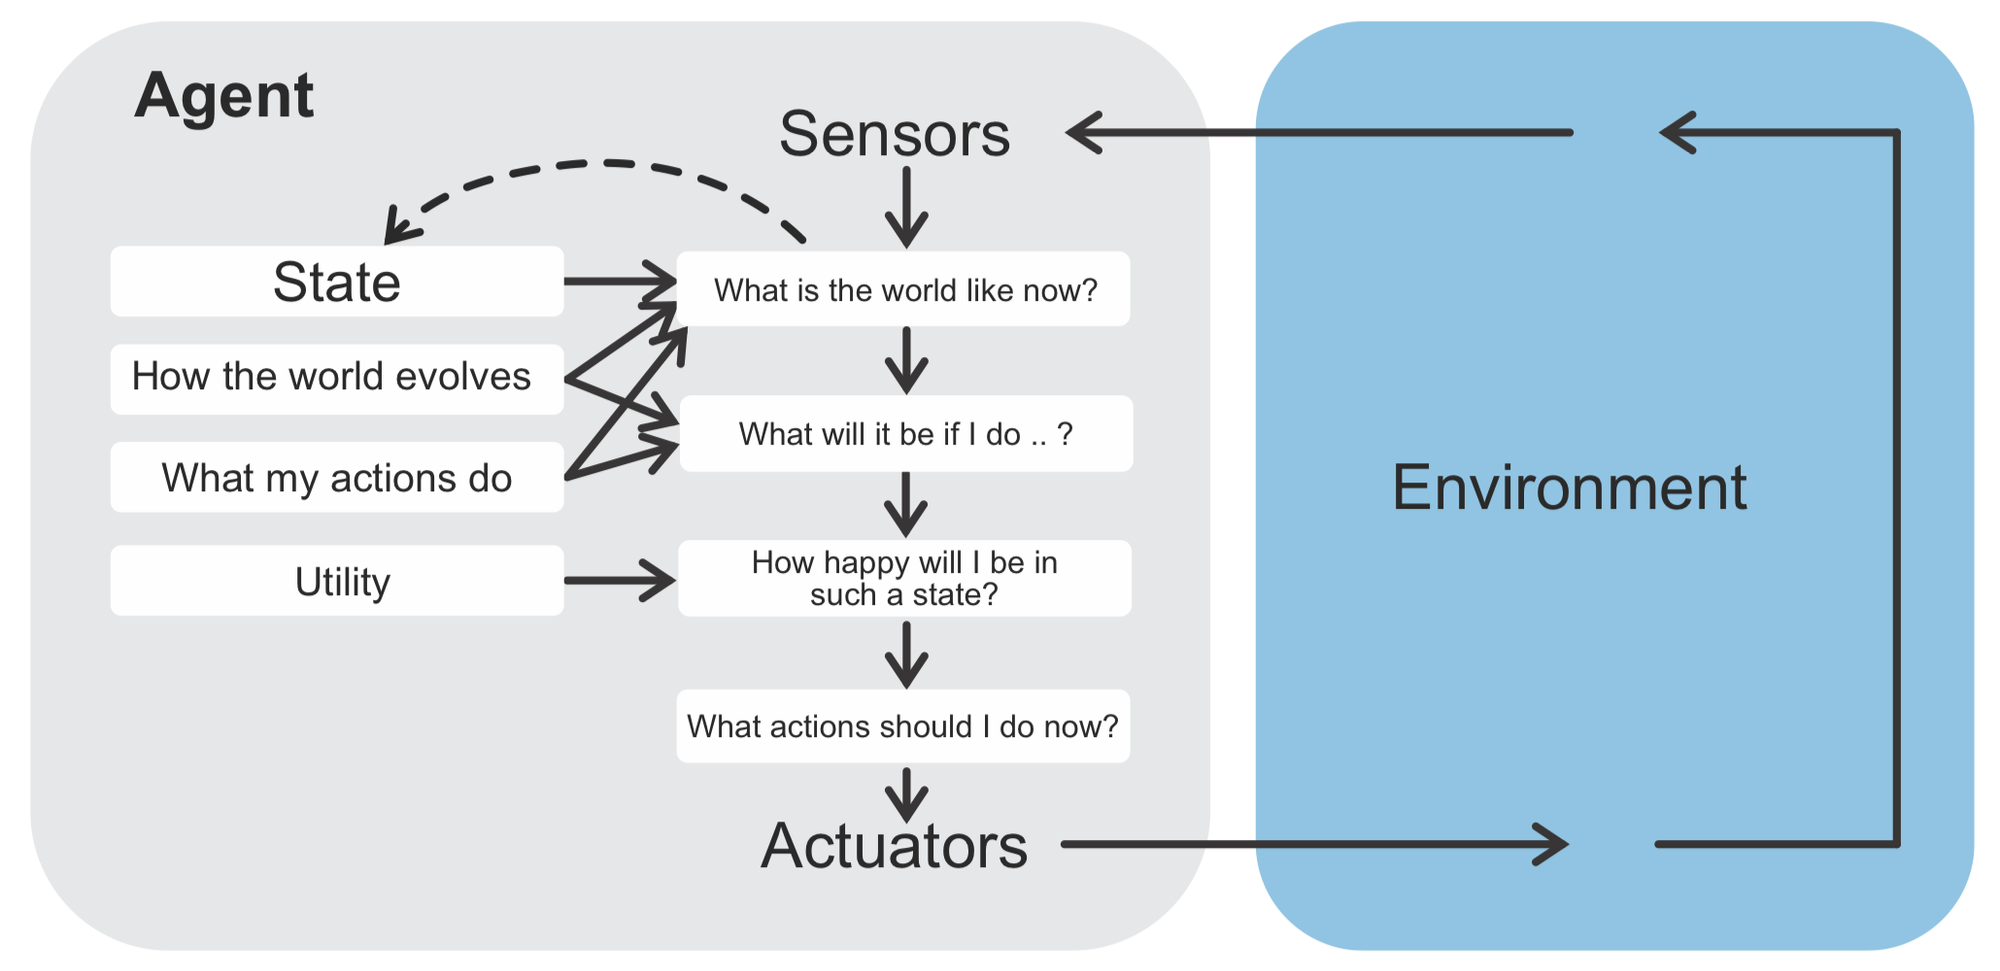 Agent
Sensors
State
What is the world like now?
How the world evolves
What will it be if I do .. ?
What my actions do
Environment
Utility
How happy will I be in
such a state?
What actions should I do now?
Actuators